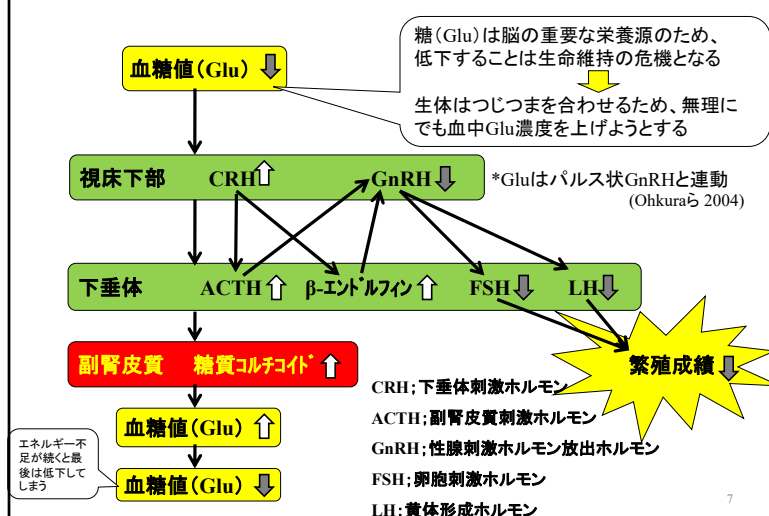 糖(Glu)は脳の重要な栄養源のため、
低下することは生命維持の危機となる
生体はつじつまを合わせるため、無理に
でも血中Glu濃度を上げようとする
血糖値(Glu)
視床下部 CRH GnRH
*Gluはパルス状GnRHと連動
(Ohkuraら 2004)
下垂体 ACTH β-エンドルフィン FSH LH
副腎皮質 糖質コルチコイド
繁殖成績
血糖値(Glu)
エネルギー不
足が続くと最
後は低下して
しまう
血糖値(Glu)
CRH;下垂体刺激ホルモン
ACTH;副腎皮質刺激ホルモン
GnRH;性腺刺激ホルモン放出ホルモン
FSH;卵胞刺激ホルモン
LH;黄体形成ホルモン
7